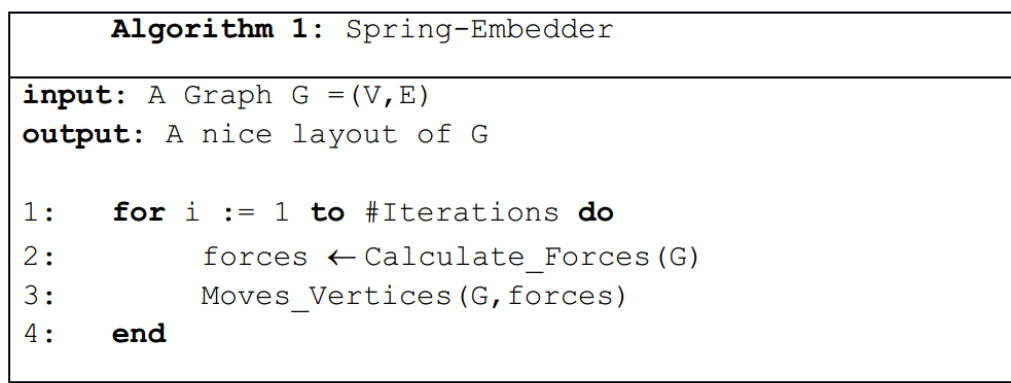 Algorithm 1: Spring-Embedder
input: A Graph G =(V,E)
output: A nice layout of G
1: for i := 1 to #Iterations do
2: forces ← Calculate_Forces(G)
3: Moves_Vertices(G,forces)
4: end